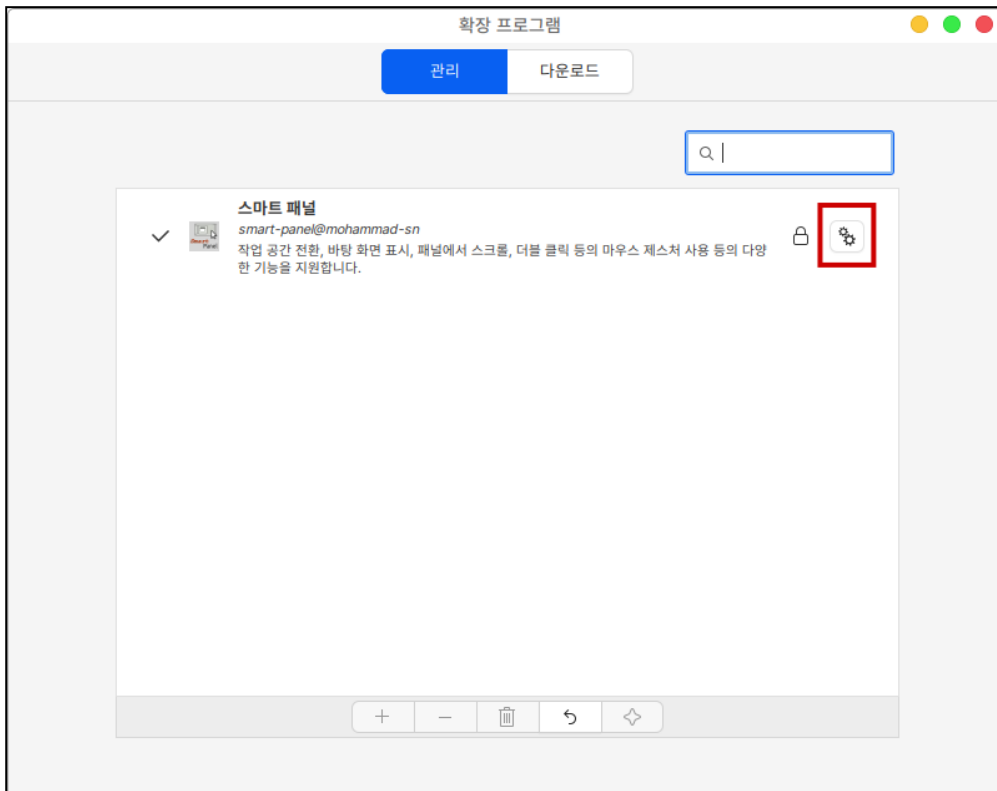 확장 프로그램
관리
다운로드
스마트 패널
smart-panel@mohammad-sn
작업 공간 전환, 바탕 화면 표시, 패널에서 스크롤, 더블 클릭 등의 마우스 제스처 사용 등의 다양
한 기능을 지원합니다.